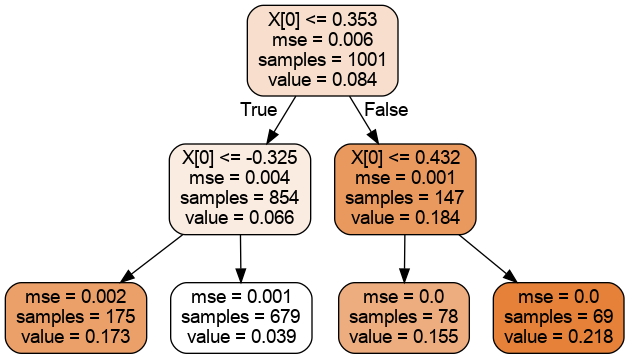 X[0] <= 0.353
mse = 0.006
samples = 1001
value = 0.084
True
False
X[0] <= -0.325
mse = 0.004
samples = 854
value = 0.066
X[0] <= 0.432
mse = 0.001
samples = 147
value = 0.184
mse = 0.002
samples = 175
value = 0.173
mse = 0.001
samples = 679
value = 0.039
mse = 0.0
samples = 78
value = 0.155
mse = 0.0
samples = 69
value = 0.218